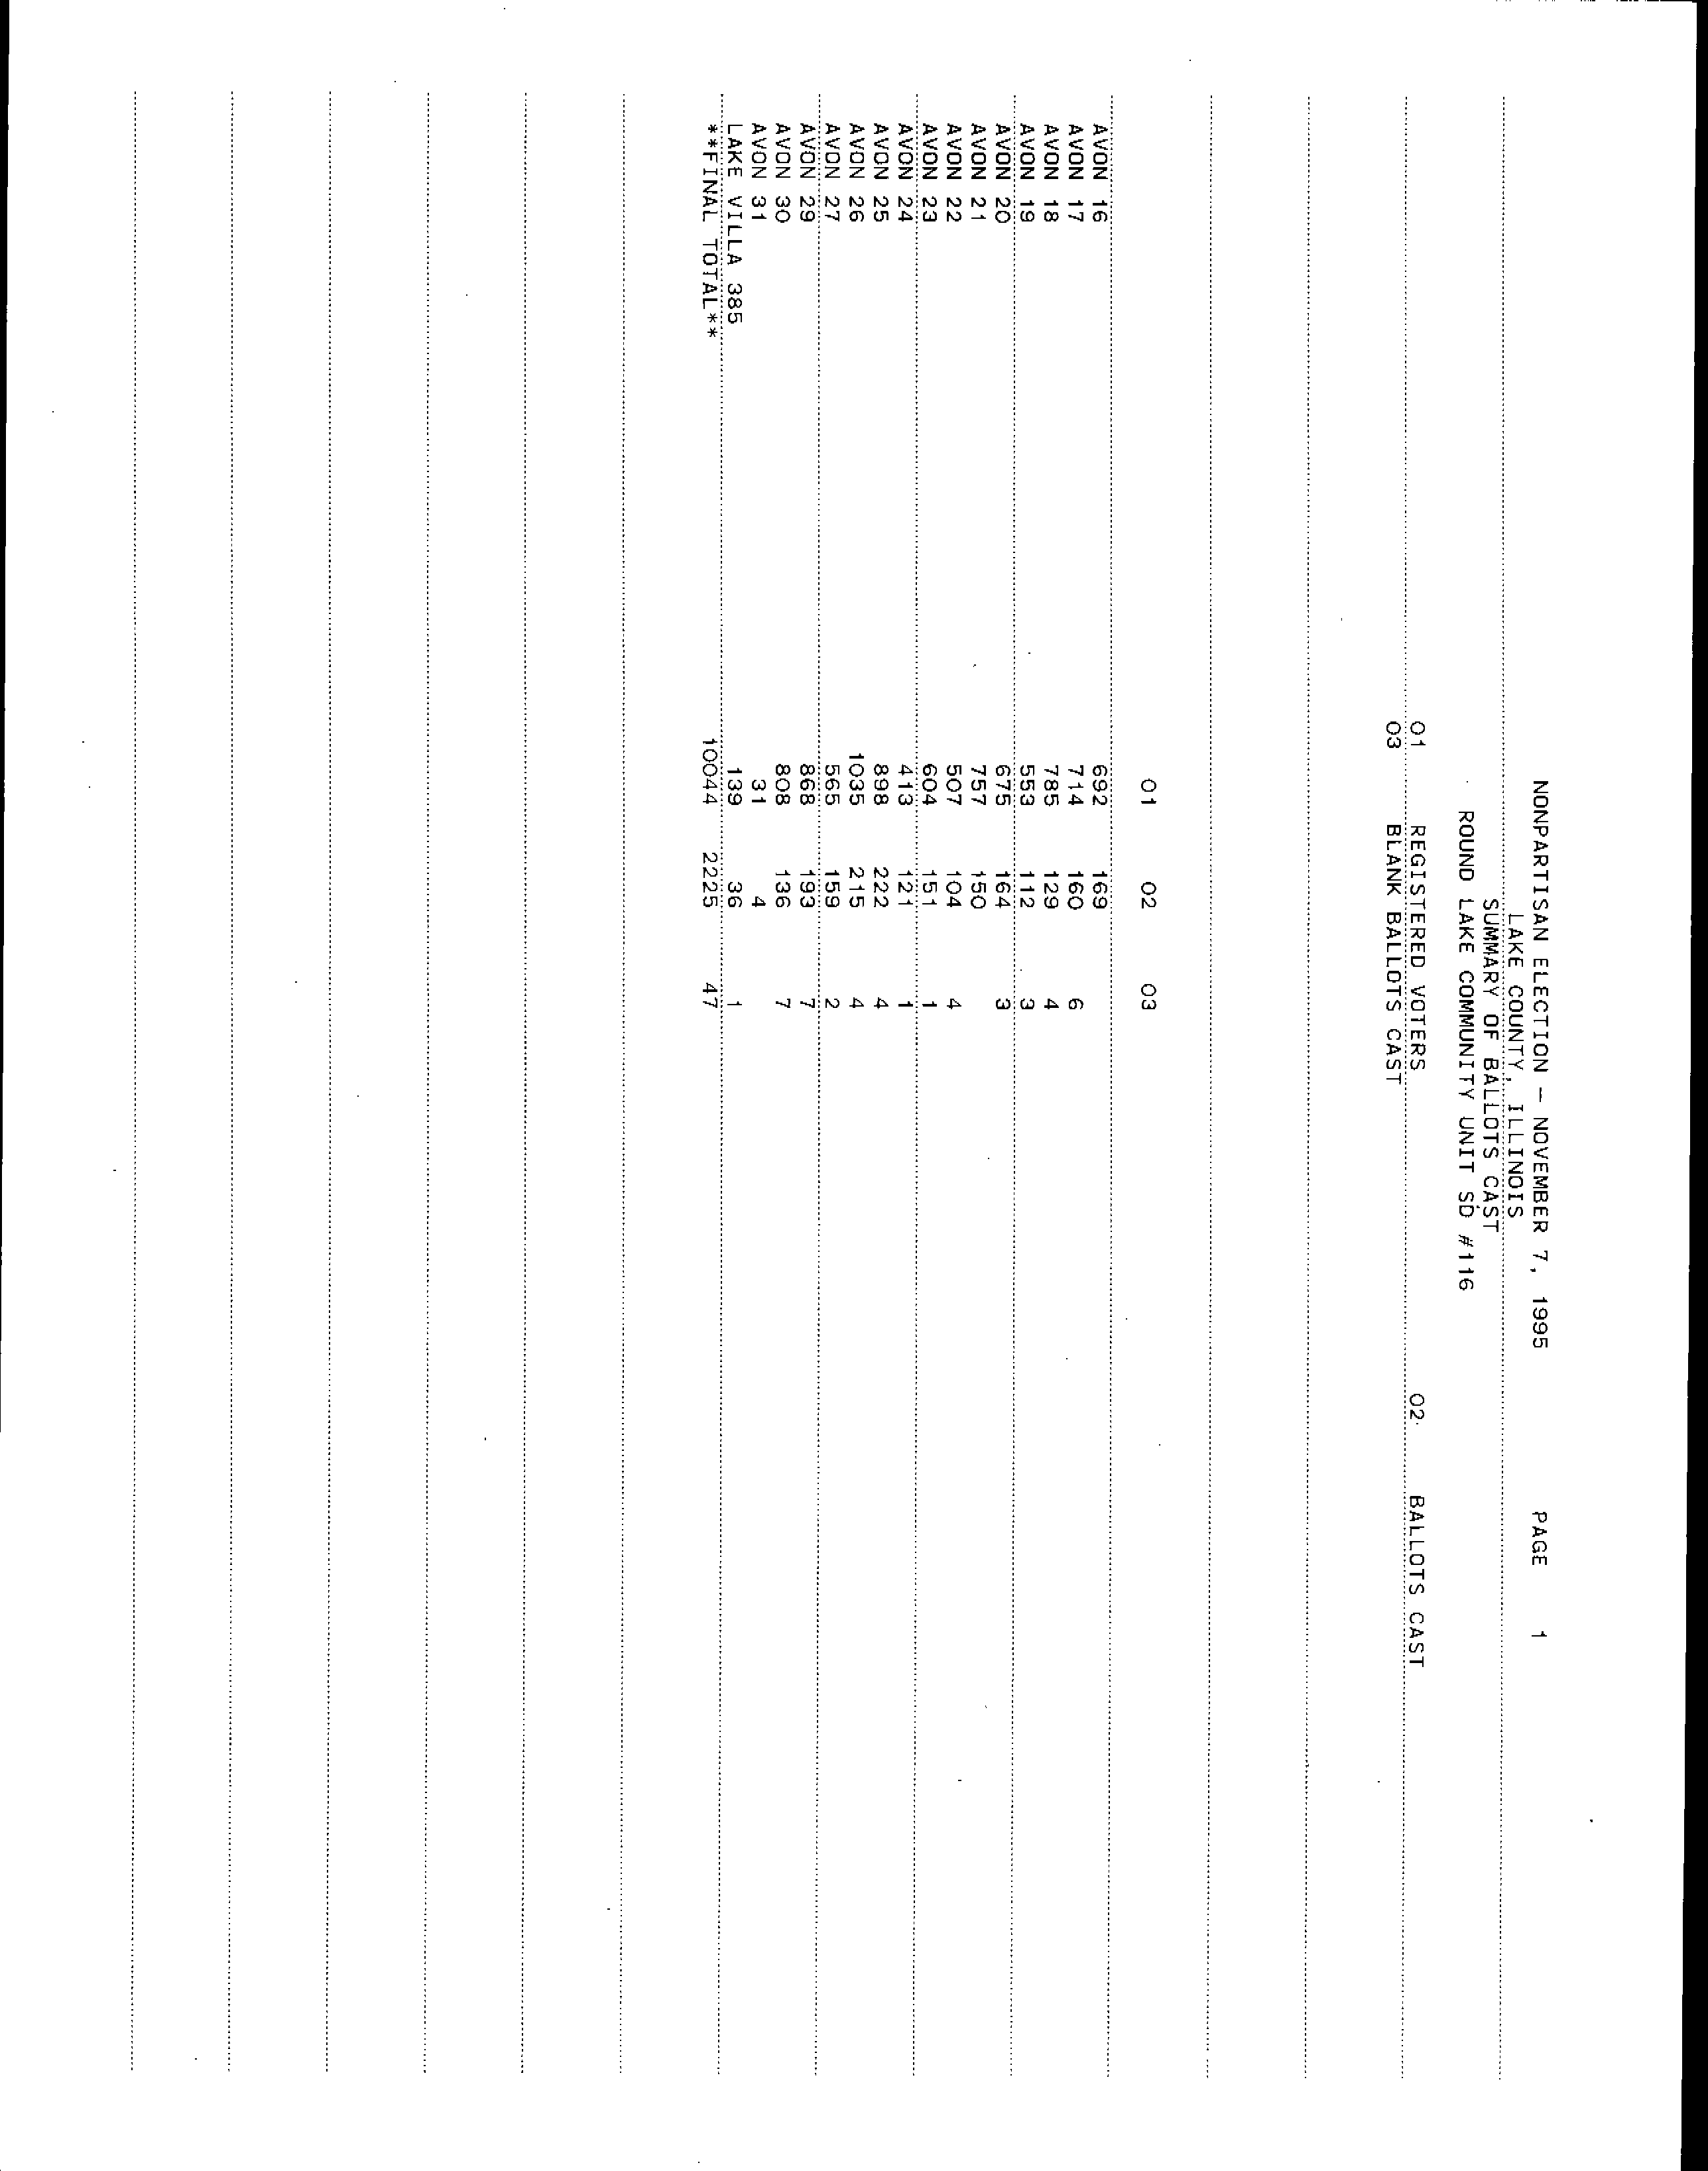 NONPARTISAN ELECTION - NOVEMBER 7, 1995 PAGE 1
LAKE COUNTY, ILLINOIS
SUMMARY OF BALLOTS CAST
ROUND LAKE COMMUNITY UNIT SD #116
01 REGISTERED VOTERS 02 BALLOTS CAST
03 BLANK BALLOTS CAST
01 02 03
AVON 16 692 169
AVON 17 714 160 6
AVON 18 785 129 4
AVON 19 553 112 3
AVON 20 675 164 3
AVON 21 757 150
AVON 22 507 104 4
AVON 23 604 151 1
AVON 24 413 121 1
AVON 25 898 222 4
AVON 26 1035 215 4
AVON 27 565 159 2
AVON 29 868 193 7
AVON 30 808 136 7
AVON 31 31 4
LAKE VILLA 385 139 36 1
**FINAL TOTAL** 10044 2225 47